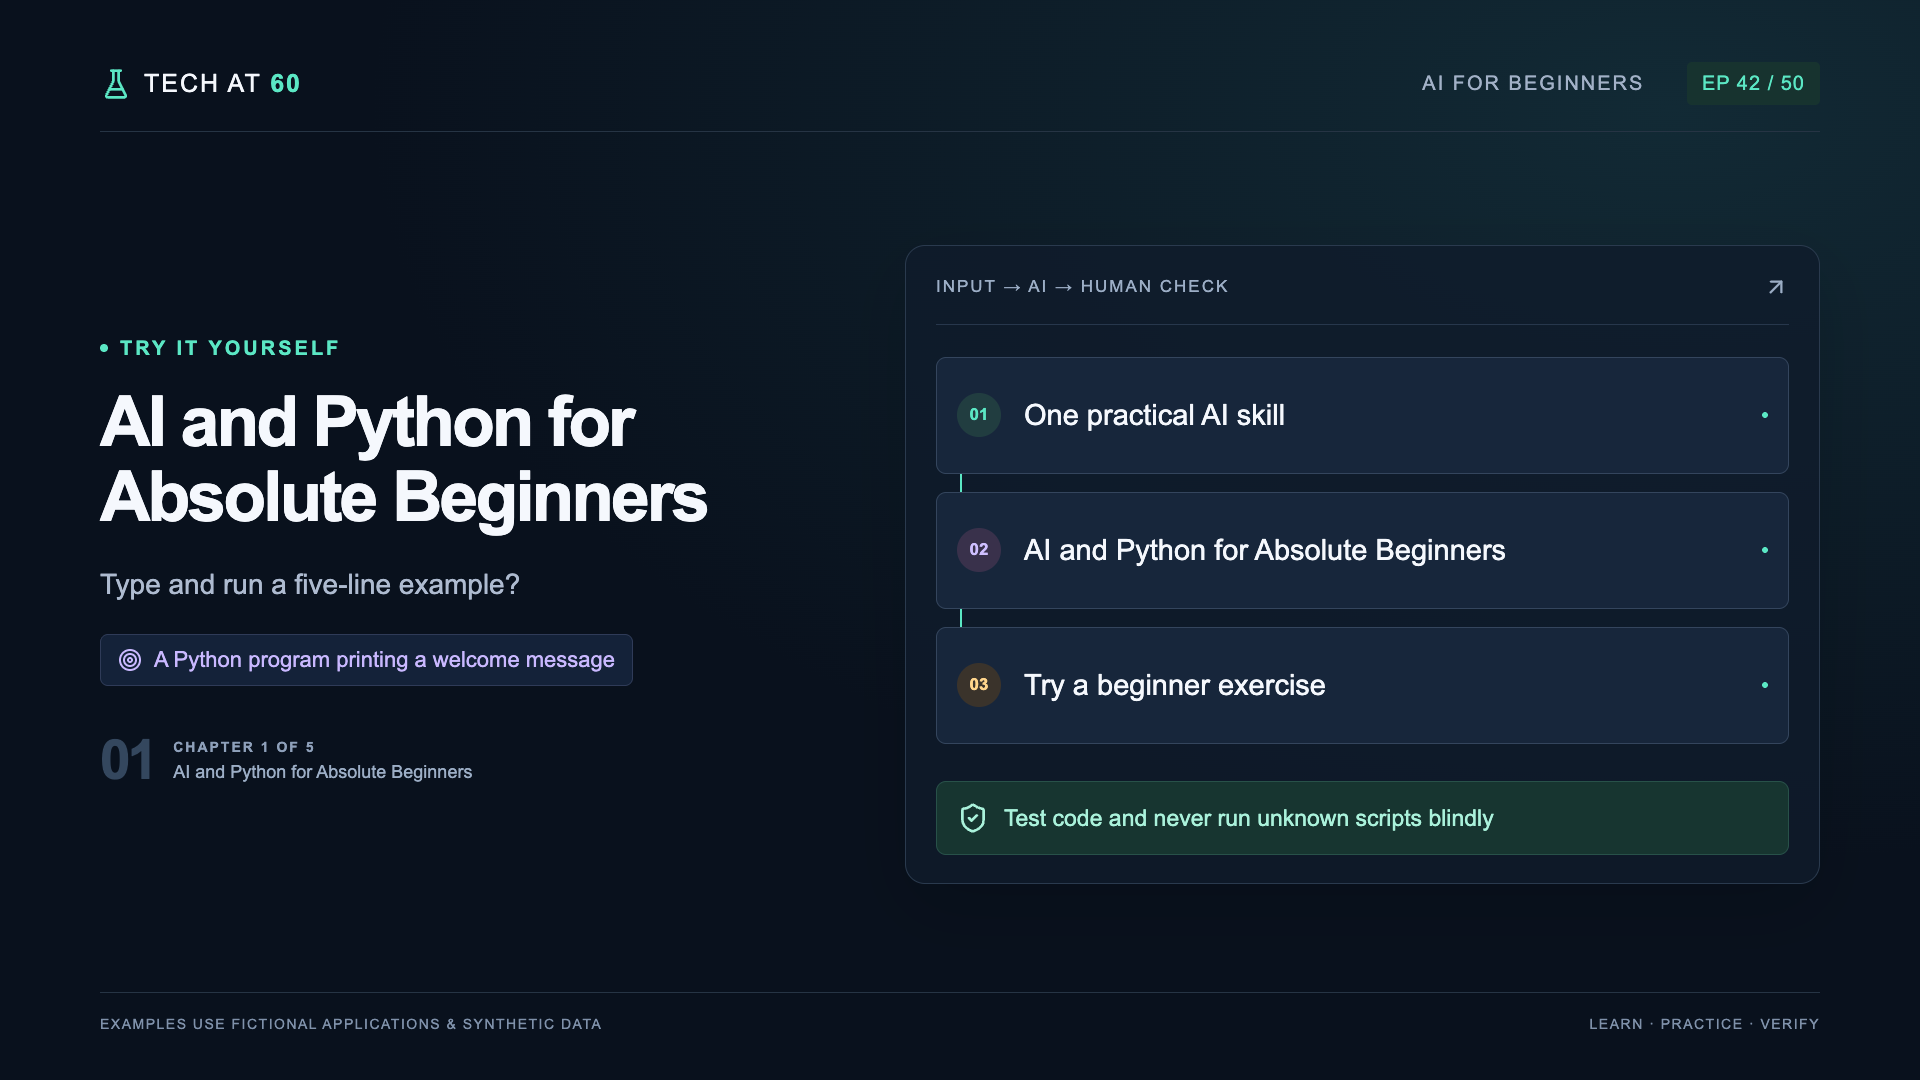 TECH AT 60
AI FOR BEGINNERS
EP 42 / 50
TRY IT YOURSELF
AI and Python for
Absolute Beginners
Type and run a five-line example?
A Python program printing a welcome message
01
CHAPTER 1 OF 5
AI and Python for Absolute Beginners
INPUT → AI → HUMAN CHECK
01 One practical AI skill
02 AI and Python for Absolute Beginners
03 Try a beginner exercise
Test code and never run unknown scripts blindly
EXAMPLES USE FICTIONAL APPLICATIONS & SYNTHETIC DATA
LEARN · PRACTICE · VERIFY